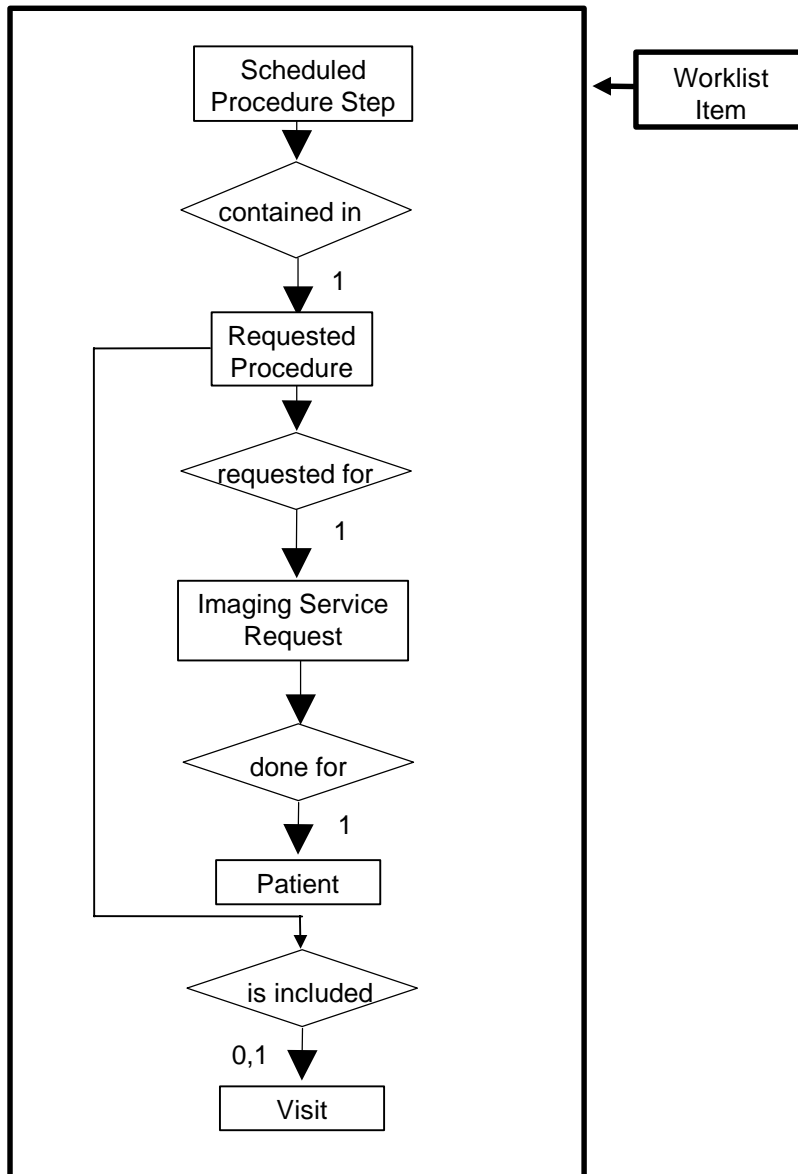 Scheduled
Procedure Step
Worklist
Item
contained in
1
Requested
Procedure
requested for
1
Imaging Service
Request
done for
1
Patient
is included
0,1
Visit